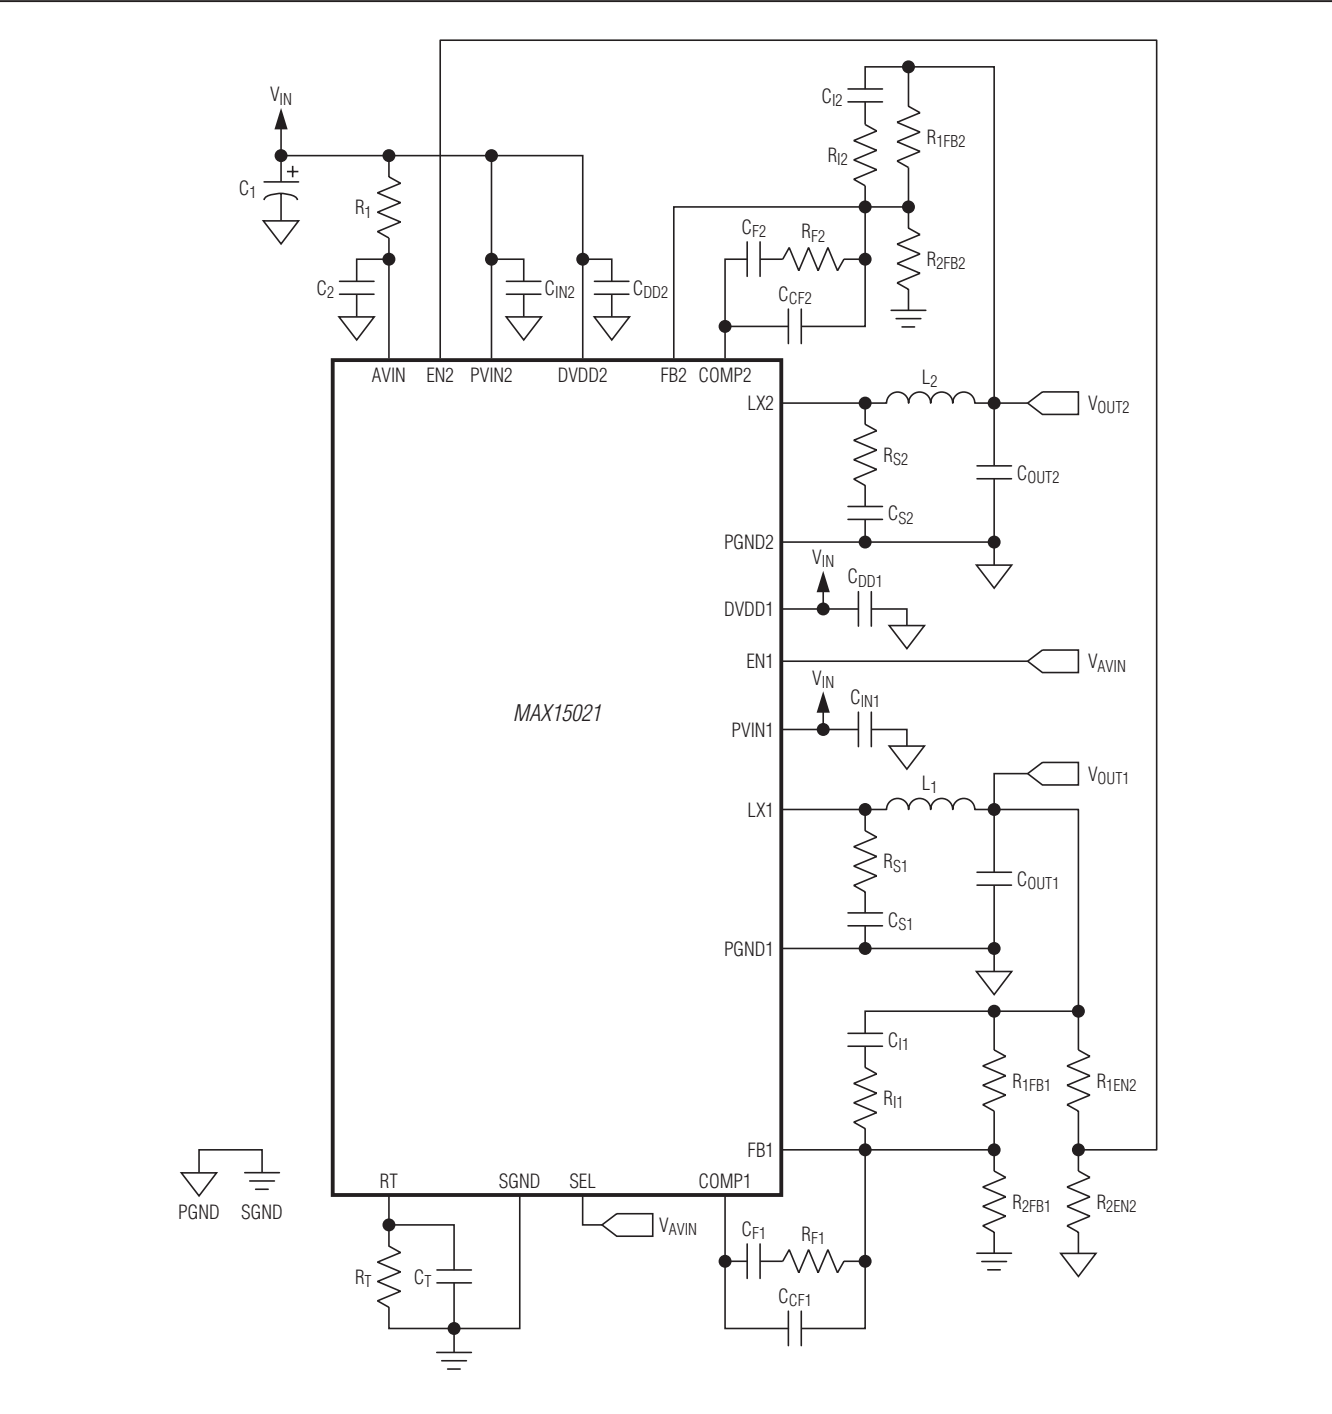 VIN
C1
+
R1
C2
CIN2
CDD2
CI2
RI2
R1FB2
CF2
RF2
R2FB2
CCF2
AVIN EN2 PVIN2 DVDD2 FB2 COMP2
LX2
L2
VOUT2
RS2
COUT2
CS2
PGND2
VIN
CDD1
DVDD1
EN1
VAVIN
VIN
CIN1
MAX15021
PVIN1
VOUT1
L1
LX1
RS1
COUT1
CS1
PGND1
CI1
RI1
R1FB1
R1EN2
FB1
RT SGND SEL COMP1
PGND SGND
R2FB1
R2EN2
VAVIN
CF1
RF1
RT
CT
CCF1